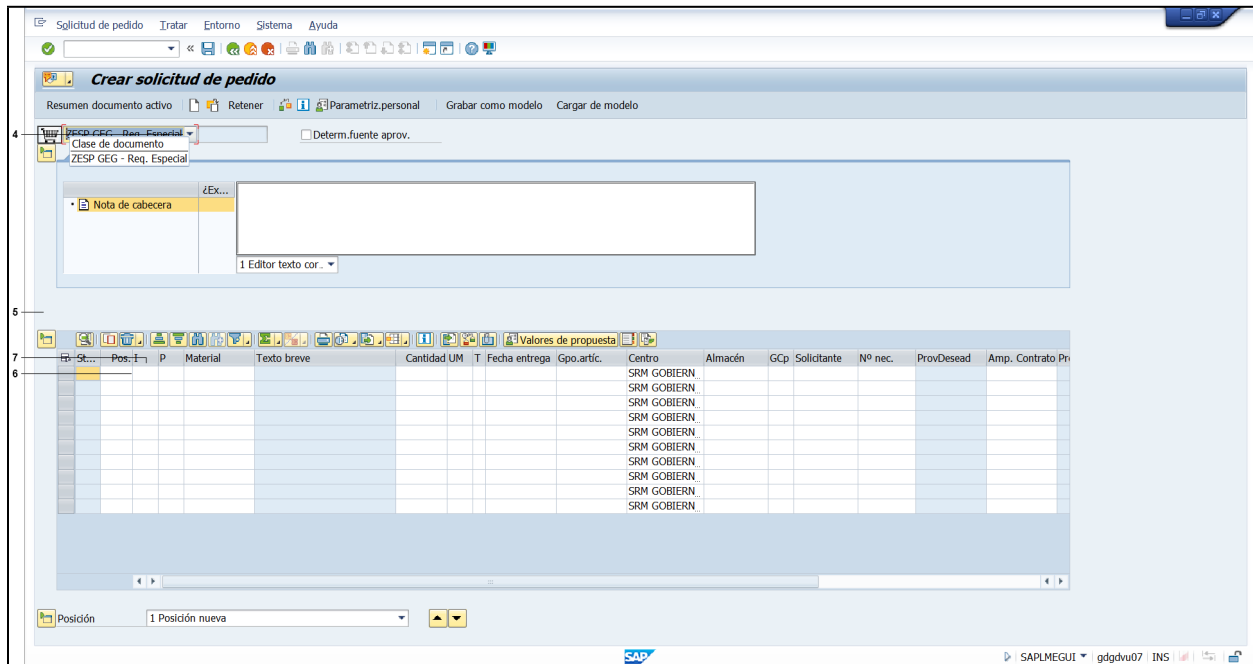 Solicitud de pedido Tratar Entorno Sistema Ayuda
Crear solicitud de pedido
Resumen documento activo Retener Parametriz.personal Grabar como modelo Cargar de modelo
4 ZESP GEG - Req. Especial Determ.fuente aprov.
Clase de documento
ZESP GEG - Req. Especial
¿Ex...
Nota de cabecera
1 Editor texto cor..
5
Valores de propuesta
7 St... Pos. I P Material Texto breve Cantidad UM T Fecha entrega Gpo.artíc. Centro Almacén GCp Solicitante Nº nec. ProvDesead Amp. Contrato Pro
6 SRM GOBIERN...
SRM GOBIERN...
SRM GOBIERN...
SRM GOBIERN...
SRM GOBIERN...
SRM GOBIERN...
SRM GOBIERN...
SRM GOBIERN...
SRM GOBIERN...
SRM GOBIERN...
Posición 1 Posición nueva
SAP SAPLMEGUI gdgdvu07 INS